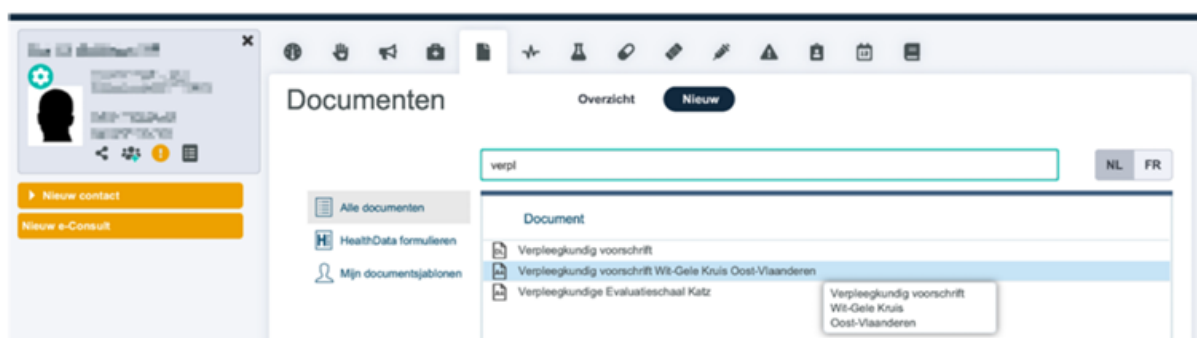 Documenten
Overzicht
Nieuw
verpl
NL FR
Nieuw contact
Nieuw e-Consult
Alle documenten
HealthData formulieren
Mijn documentsjablonen
Document
Verpleegkundig voorschrift
Verpleegkundig voorschrift Wit-Gele Kruis Oost-Vlaanderen
Verpleegkundige Evaluatieschaal Katz
Verpleegkundig voorschrift
Wit-Gele Kruis
Oost-Vlaanderen